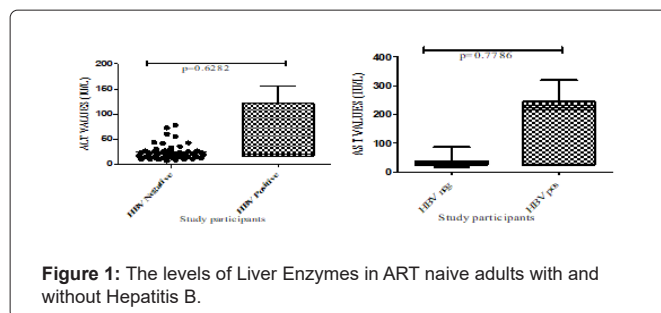 p=0.6282
ALT VALUES (IU/L)
200
150
100
50
0
HBV Negative
HBV Positive
Study participants
p=0.7786
AS T VALUES (IU/L)
400
300
200
100
0
HBV neg
HBV pos
Study participants
Figure 1: The levels of Liver Enzymes in ART naive adults with and
without Hepatitis B.